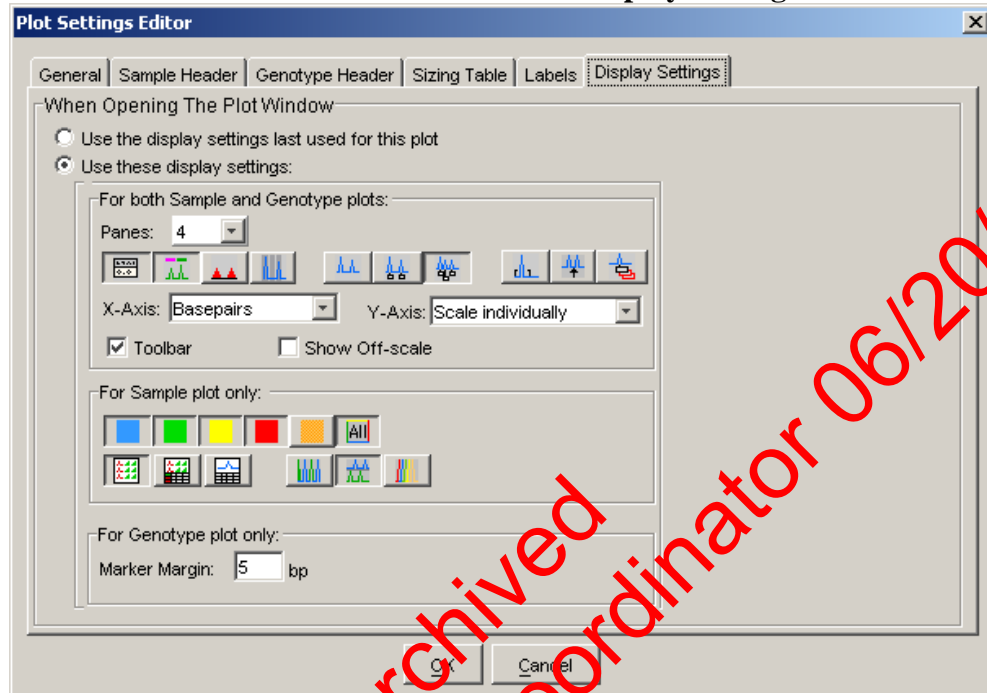 Plot Settings Editor
General Sample Header Genotype Header Sizing Table Labels Display Settings
When Opening The Plot Window
Use the display settings last used for this plot
Use these display settings:
For both Sample and Genotype plots:
Panes: 4
X-Axis: Basepairs Y-Axis: Scale individually
Toolbar Show Off-scale
For Sample plot only:
All
For Genotype plot only:
Marker Margin: 5 bp
OK Cancel
rchived
oordinator 06/20/